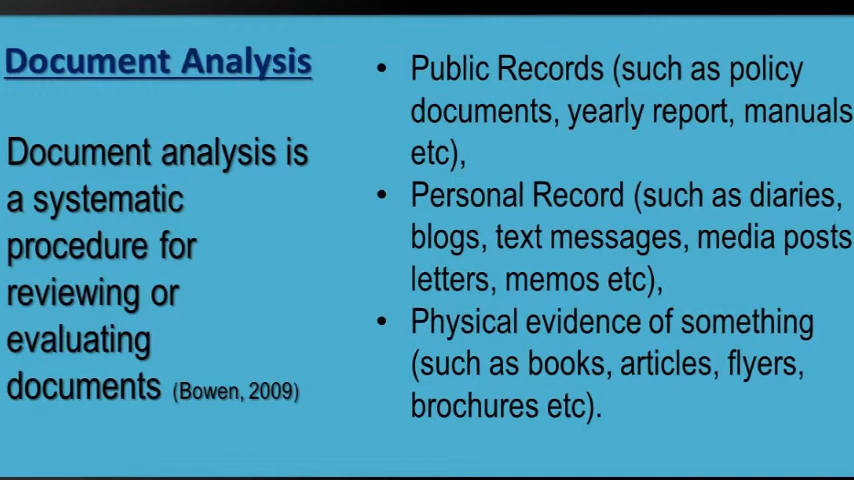 Document Analysis
Document analysis is
a systematic
procedure for
reviewing or
evaluating
documents (Bowen, 2009)
• Public Records (such as policy
documents, yearly report, manuals
etc),
• Personal Record (such as diaries,
blogs, text messages, media posts
letters, memos etc),
• Physical evidence of something
(such as books, articles, flyers,
brochures etc).